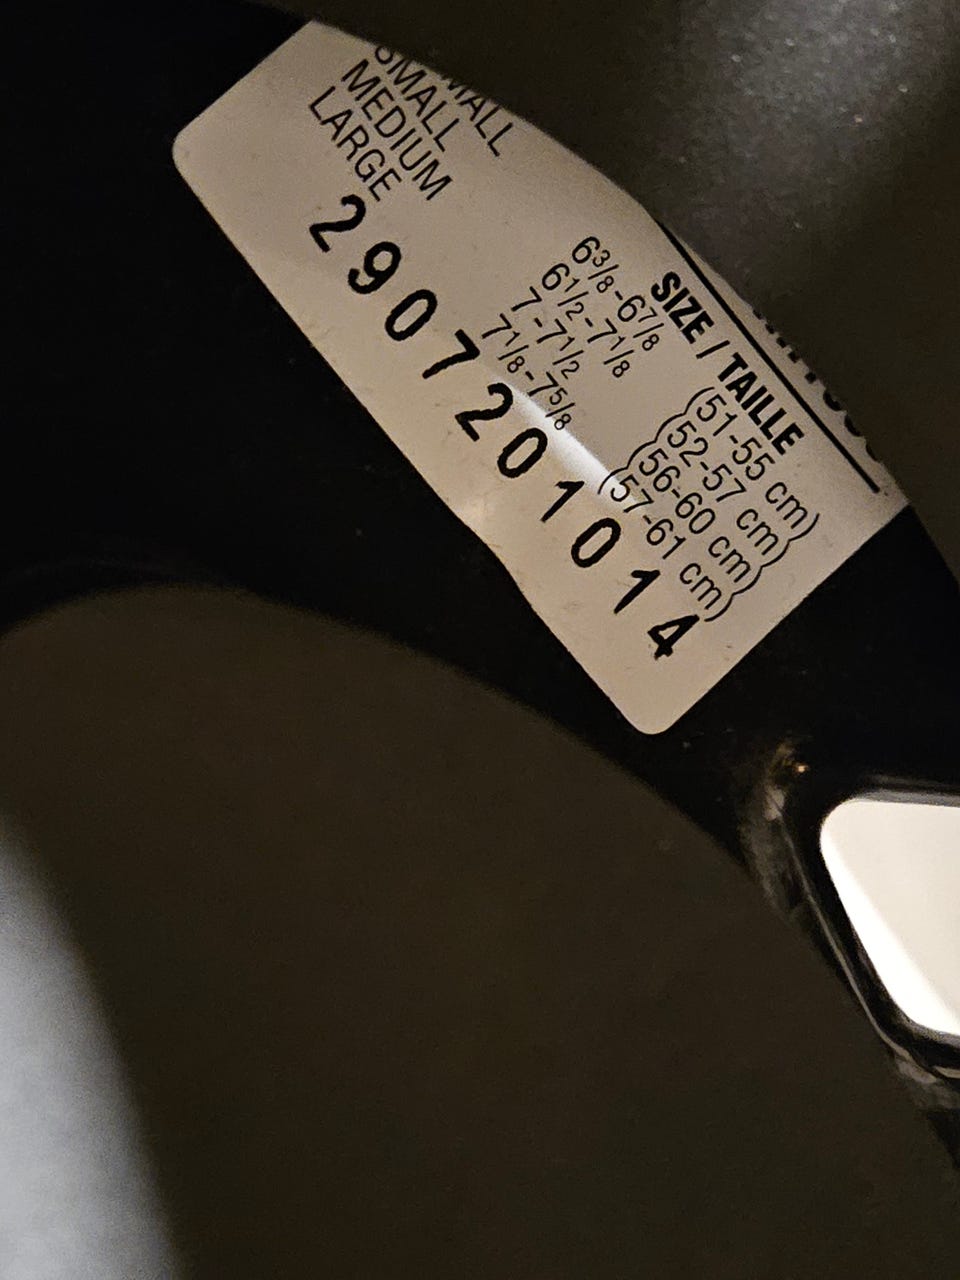 SIZE / TAILLE
MALL 6 3/8-6 7/8 (51-55 cm)
SMALL 6 1/2-7 1/8 (52-57 cm)
MEDIUM 7-7 1/2 (56-60 cm)
LARGE 7 1/8-7 5/8 (57-61 cm)
2907201014